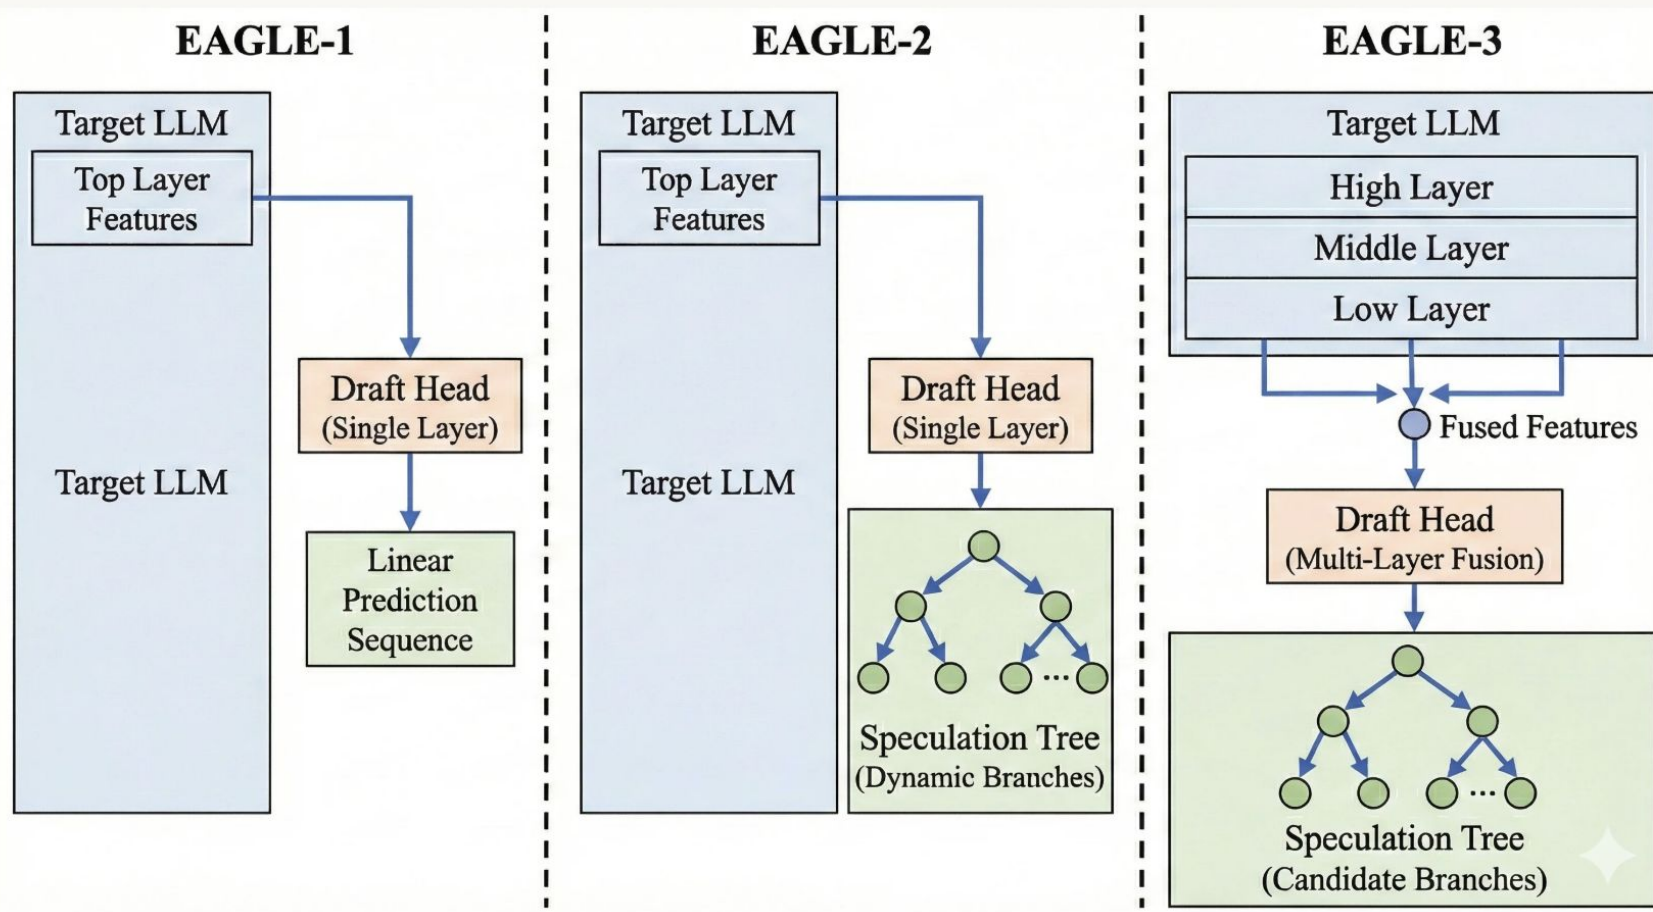 EAGLE-1
Target LLM
Top Layer
Features
Draft Head
(Single Layer)
Target LLM
Linear
Prediction
Sequence
EAGLE-2
Target LLM
Top Layer
Features
Draft Head
(Single Layer)
Target LLM
Speculation Tree
(Dynamic Branches)
EAGLE-3
Target LLM
High Layer
Middle Layer
Low Layer
Fused Features
Draft Head
(Multi-Layer Fusion)
Speculation Tree
(Candidate Branches)